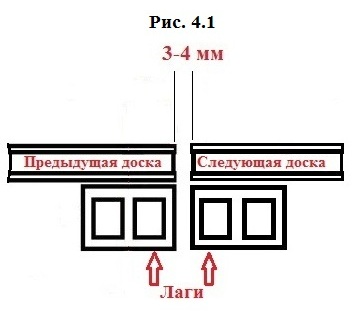 Рис. 4.1
3-4 мм
Предыдущая доска
Следующая доска
Лаги